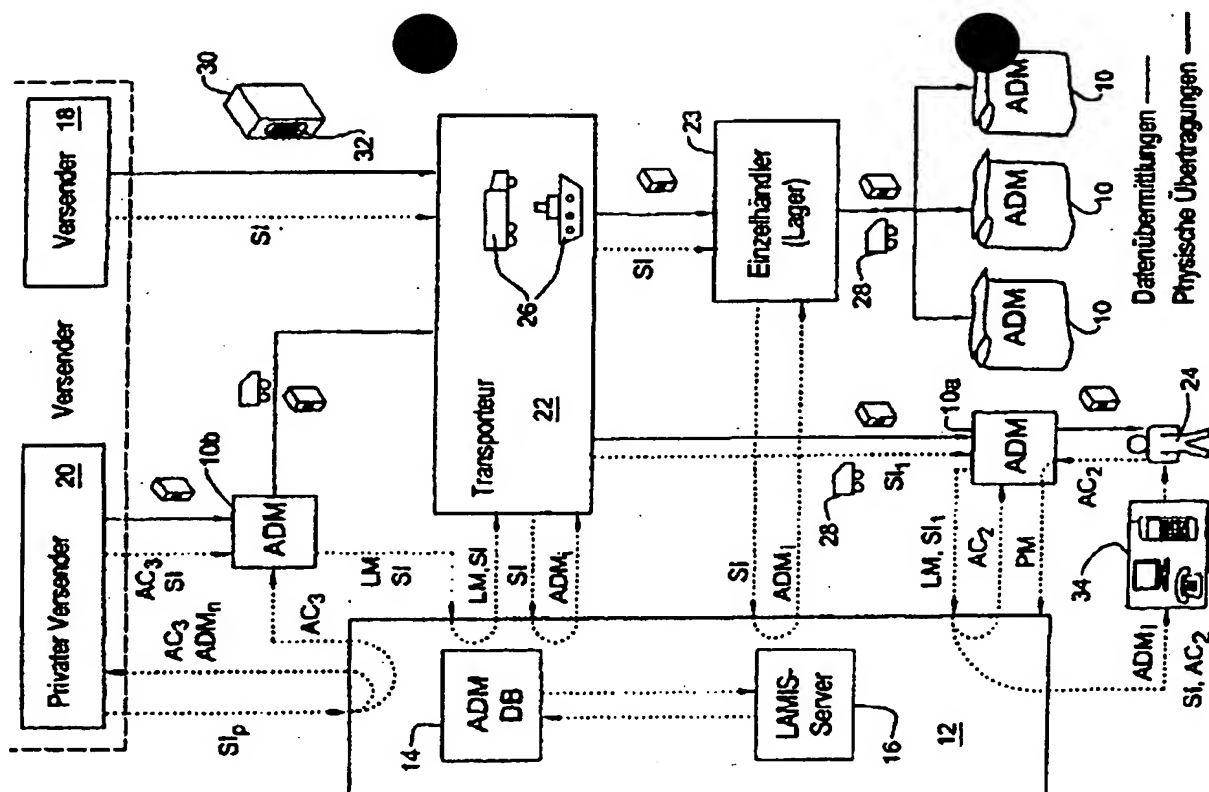 Versender
Privater Versender
20
Versender
18
30
32
SI
AC3
SI
10b
ADM
AC3
ADMn
SIp
AC3
LM
SI
LM, SI
SI
ADMi
Transporteur
22
26
SI
23
Einzelhändler
(Lager)
SI
ADMi
28
ADM
10
ADM
10
ADM
10
14
ADM
DB
LAMIS-
Server
16
12
28
SI1
10a
ADM
LM, SI1
AC2
PM
AC2
24
34
ADMi
SI, AC2
Datenübermittlungen
Physische Übertragungen